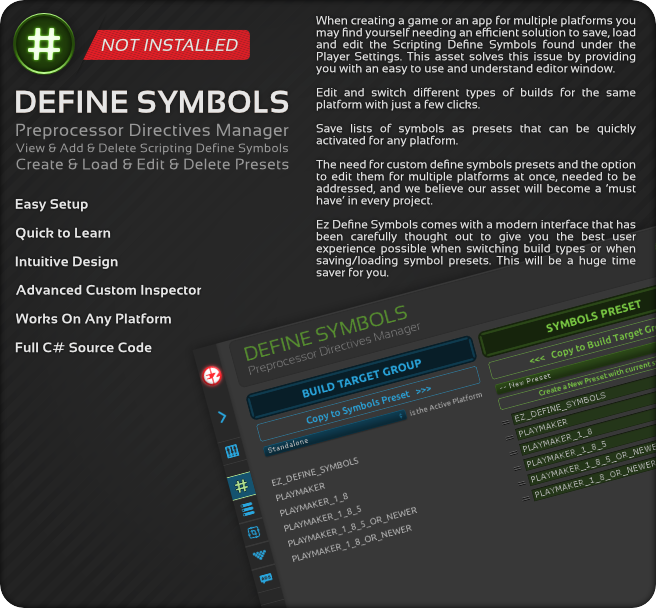 #
NOT INSTALLED
DEFINE SYMBOLS
Preprocessor Directives Manager
View & Add & Delete Scripting Define Symbols
Create & Load & Edit & Delete Presets
Easy Setup
Quick to Learn
Intuitive Design
Advanced Custom Inspector
Works On Any Platform
Full C# Source Code
When creating a game or an app for multiple platforms you
may find yourself needing an efficient solution to save, load
and edit the Scripting Define Symbols found under the
Player Settings. This asset solves this issue by providing
you with an easy to use and understand editor window.
Edit and switch different types of builds for the same
platform with just a few clicks.
Save lists of symbols as presets that can be quickly
activated for any platform.
The need for custom define symbols presets and the option
to edit them for multiple platforms at once, needed to be
addressed, and we believe our asset will become a 'must
have' in every project.
Ez Define Symbols comes with a modern interface that has
been carefully thought out to give you the best user
experience possible when switching build types or when
saving/loading symbol presets. This will be a huge time
saver for you.
DEFINE SYMBOLS
Preprocessor Directives Manager
BUILD TARGET GROUP
Copy to Symbols Preset >>>
Standalone
is the Active Platform
EZ_DEFINE_SYMBOLS
PLAYMAKER
PLAYMAKER_1_8
PLAYMAKER_1_8_5
PLAYMAKER_1_8_5_OR_NEWER
PLAYMAKER_1_8_OR_NEWER
SYMBOLS PRESET
<<< Copy to Build Target Gro
-- New Preset
Create a New Preset with current s
EZ_DEFINE_SYMBOLS
PLAYMAKER
PLAYMAKER_1_8
PLAYMAKER_1_8_5
PLAYMAKER_1_8_5_OR_NEWE
PLAYMAKER_1_8_OR_NEWER